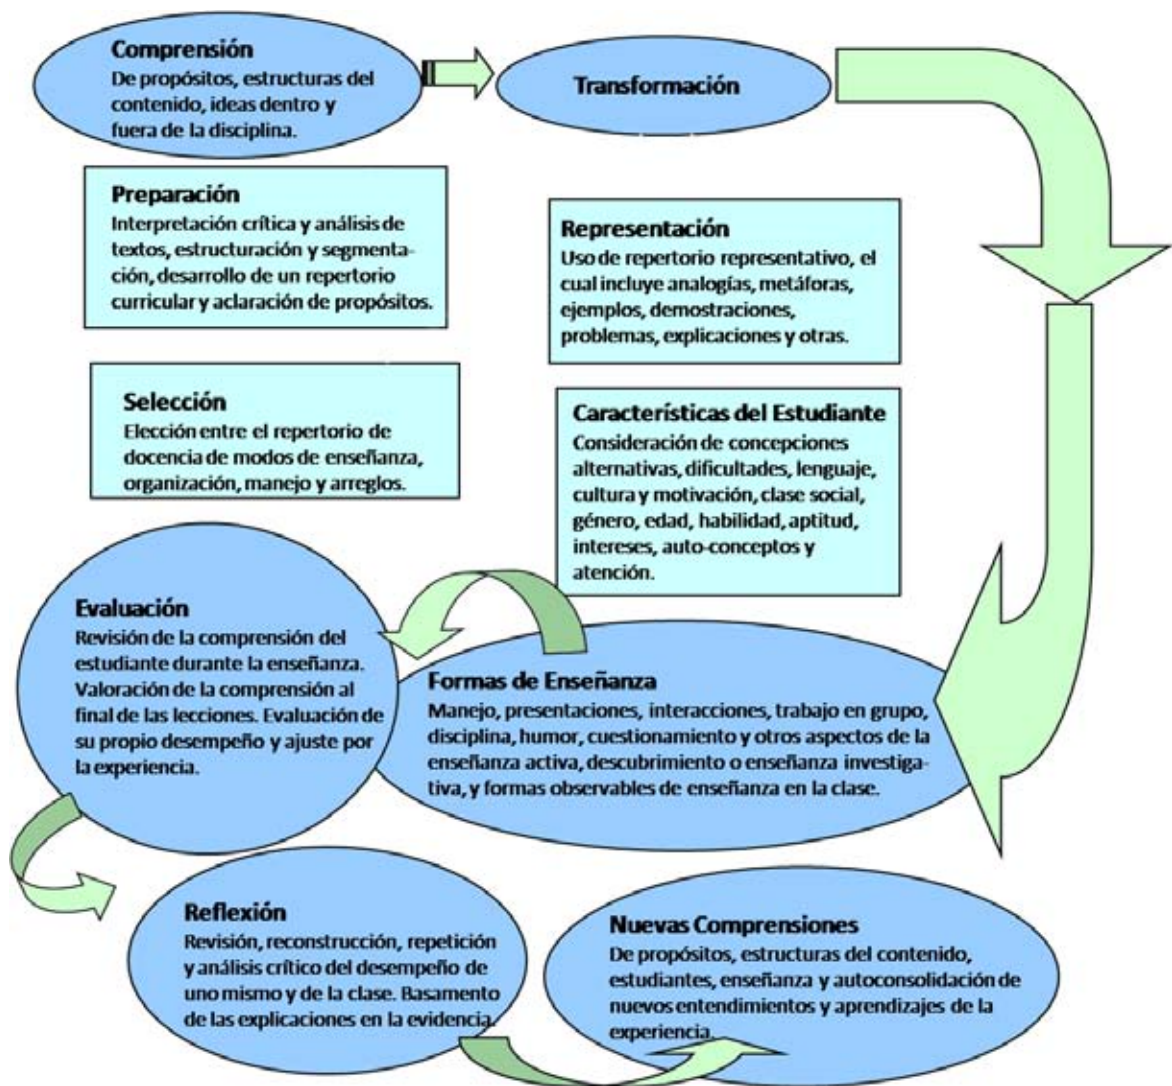 Comprensión
De propósitos, estructuras del
contenido, ideas dentro y
fuera de la disciplina.
Transformación
Preparación
Interpretación crítica y análisis de
textos, estructuración y segmenta-
ción, desarrollo de un repertorio
curricular y aclaración de propósitos.
Representación
Uso de repertorio representativo, el
cual incluye analogías, metáforas,
ejemplos, demostraciones,
problemas, explicaciones y otras.
Selección
Elección entre el repertorio de
docencia de modos de enseñanza,
organización, manejo y arreglos.
Características del Estudiante
Consideración de concepciones
alternativas, dificultades, lenguaje,
cultura y motivación, clase social,
género, edad, habilidad, aptitud,
intereses, auto-conceptos y
atención.
Evaluación
Revisión de la comprensión del
estudiante durante la enseñanza.
Valoración de la comprensión al
final de las lecciones. Evaluación de
su propio desempeño y ajuste por
la experiencia.
Formas de Enseñanza
Manejo, presentaciones, interacciones, trabajo en grupo,
disciplina, humor, cuestionamiento y otros aspectos de la
enseñanza activa, descubrimiento o enseñanza investiga-
tiva, y formas observables de enseñanza en la clase.
Reflexión
Revisión, reconstrucción, repetición
y análisis crítico del desempeño de
uno mismo y de la clase. Basamento
de las explicaciones en la evidencia.
Nuevas Comprensiones
De propósitos, estructuras del contenido,
estudiantes, enseñanza y autoconsolidación de
nuevos entendimientos y aprendizajes de la
experiencia.